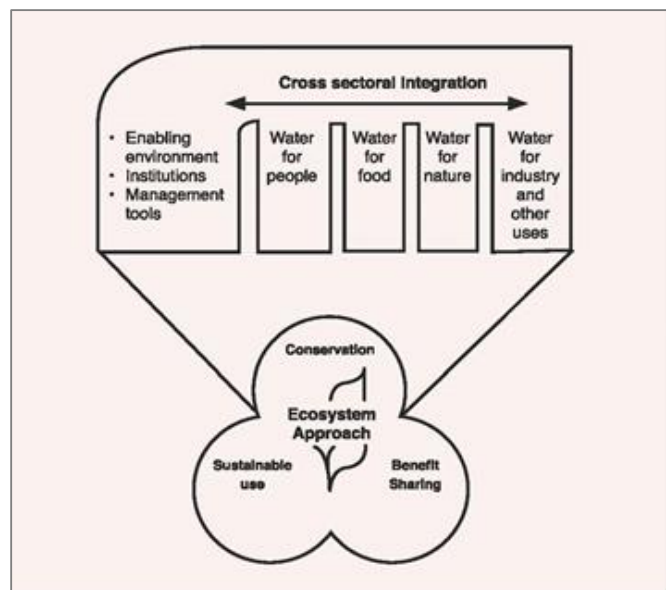 Cross sectoral integration
• Enabling
environment
• Institutions
• Management
tools
Water
for
people
Water
for
food
Water
for
nature
Water
for
industry
and
other
uses
Conservation
Ecosystem
Approach
Sustainable
use
Benefit
Sharing